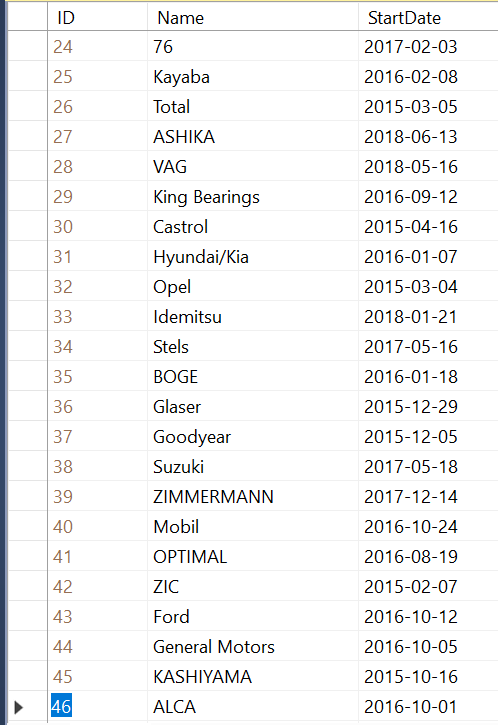 ID Name StartDate
24 76 2017-02-03
25 Kayaba 2016-02-08
26 Total 2015-03-05
27 ASHIKA 2018-06-13
28 VAG 2018-05-16
29 King Bearings 2016-09-12
30 Castrol 2015-04-16
31 Hyundai/Kia 2016-01-07
32 Opel 2015-03-04
33 Idemitsu 2018-01-21
34 Stels 2017-05-16
35 BOGE 2016-01-18
36 Glaser 2015-12-29
37 Goodyear 2015-12-05
38 Suzuki 2017-05-18
39 ZIMMERMANN 2017-12-14
40 Mobil 2016-10-24
41 OPTIMAL 2016-08-19
42 ZIC 2015-02-07
43 Ford 2016-10-12
44 General Motors 2016-10-05
45 KASHIYAMA 2015-10-16
46 ALCA 2016-10-01